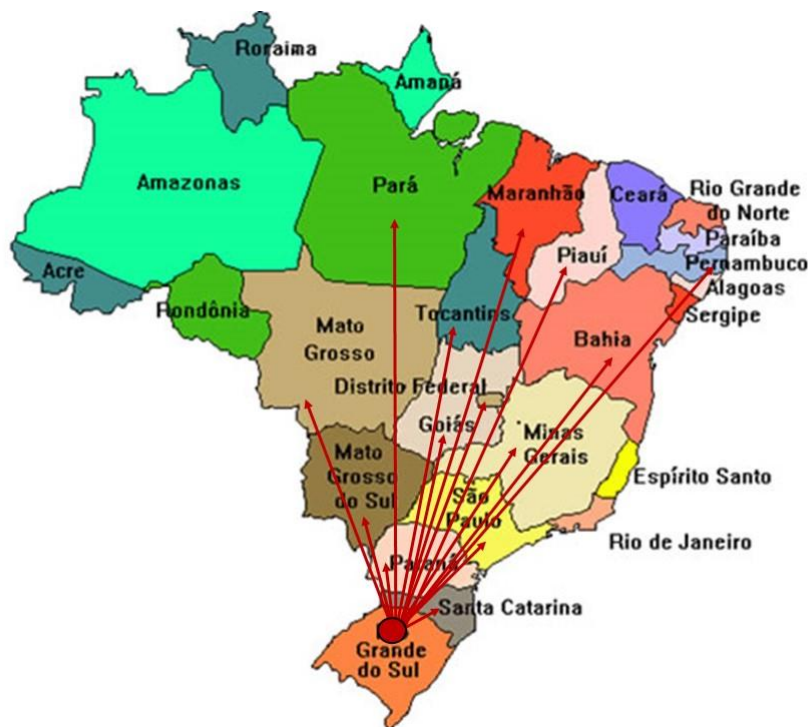 Roraima
Amapá
Amazonas
Pará
Maranhão
Ceará
Rio Grande
do Norte
Paraíba
Piauí
Pernambuco
Acre
Alagoas
Rondônia
Tocantins
Sergipe
Mato
Grosso
Bahia
Distrito Federal
Goiás
Minas
Gerais
Mato
Grosso
do Sul
Espírito Santo
São
Paulo
Rio de Janeiro
Paraná
Santa Catarina
Grande
do Sul